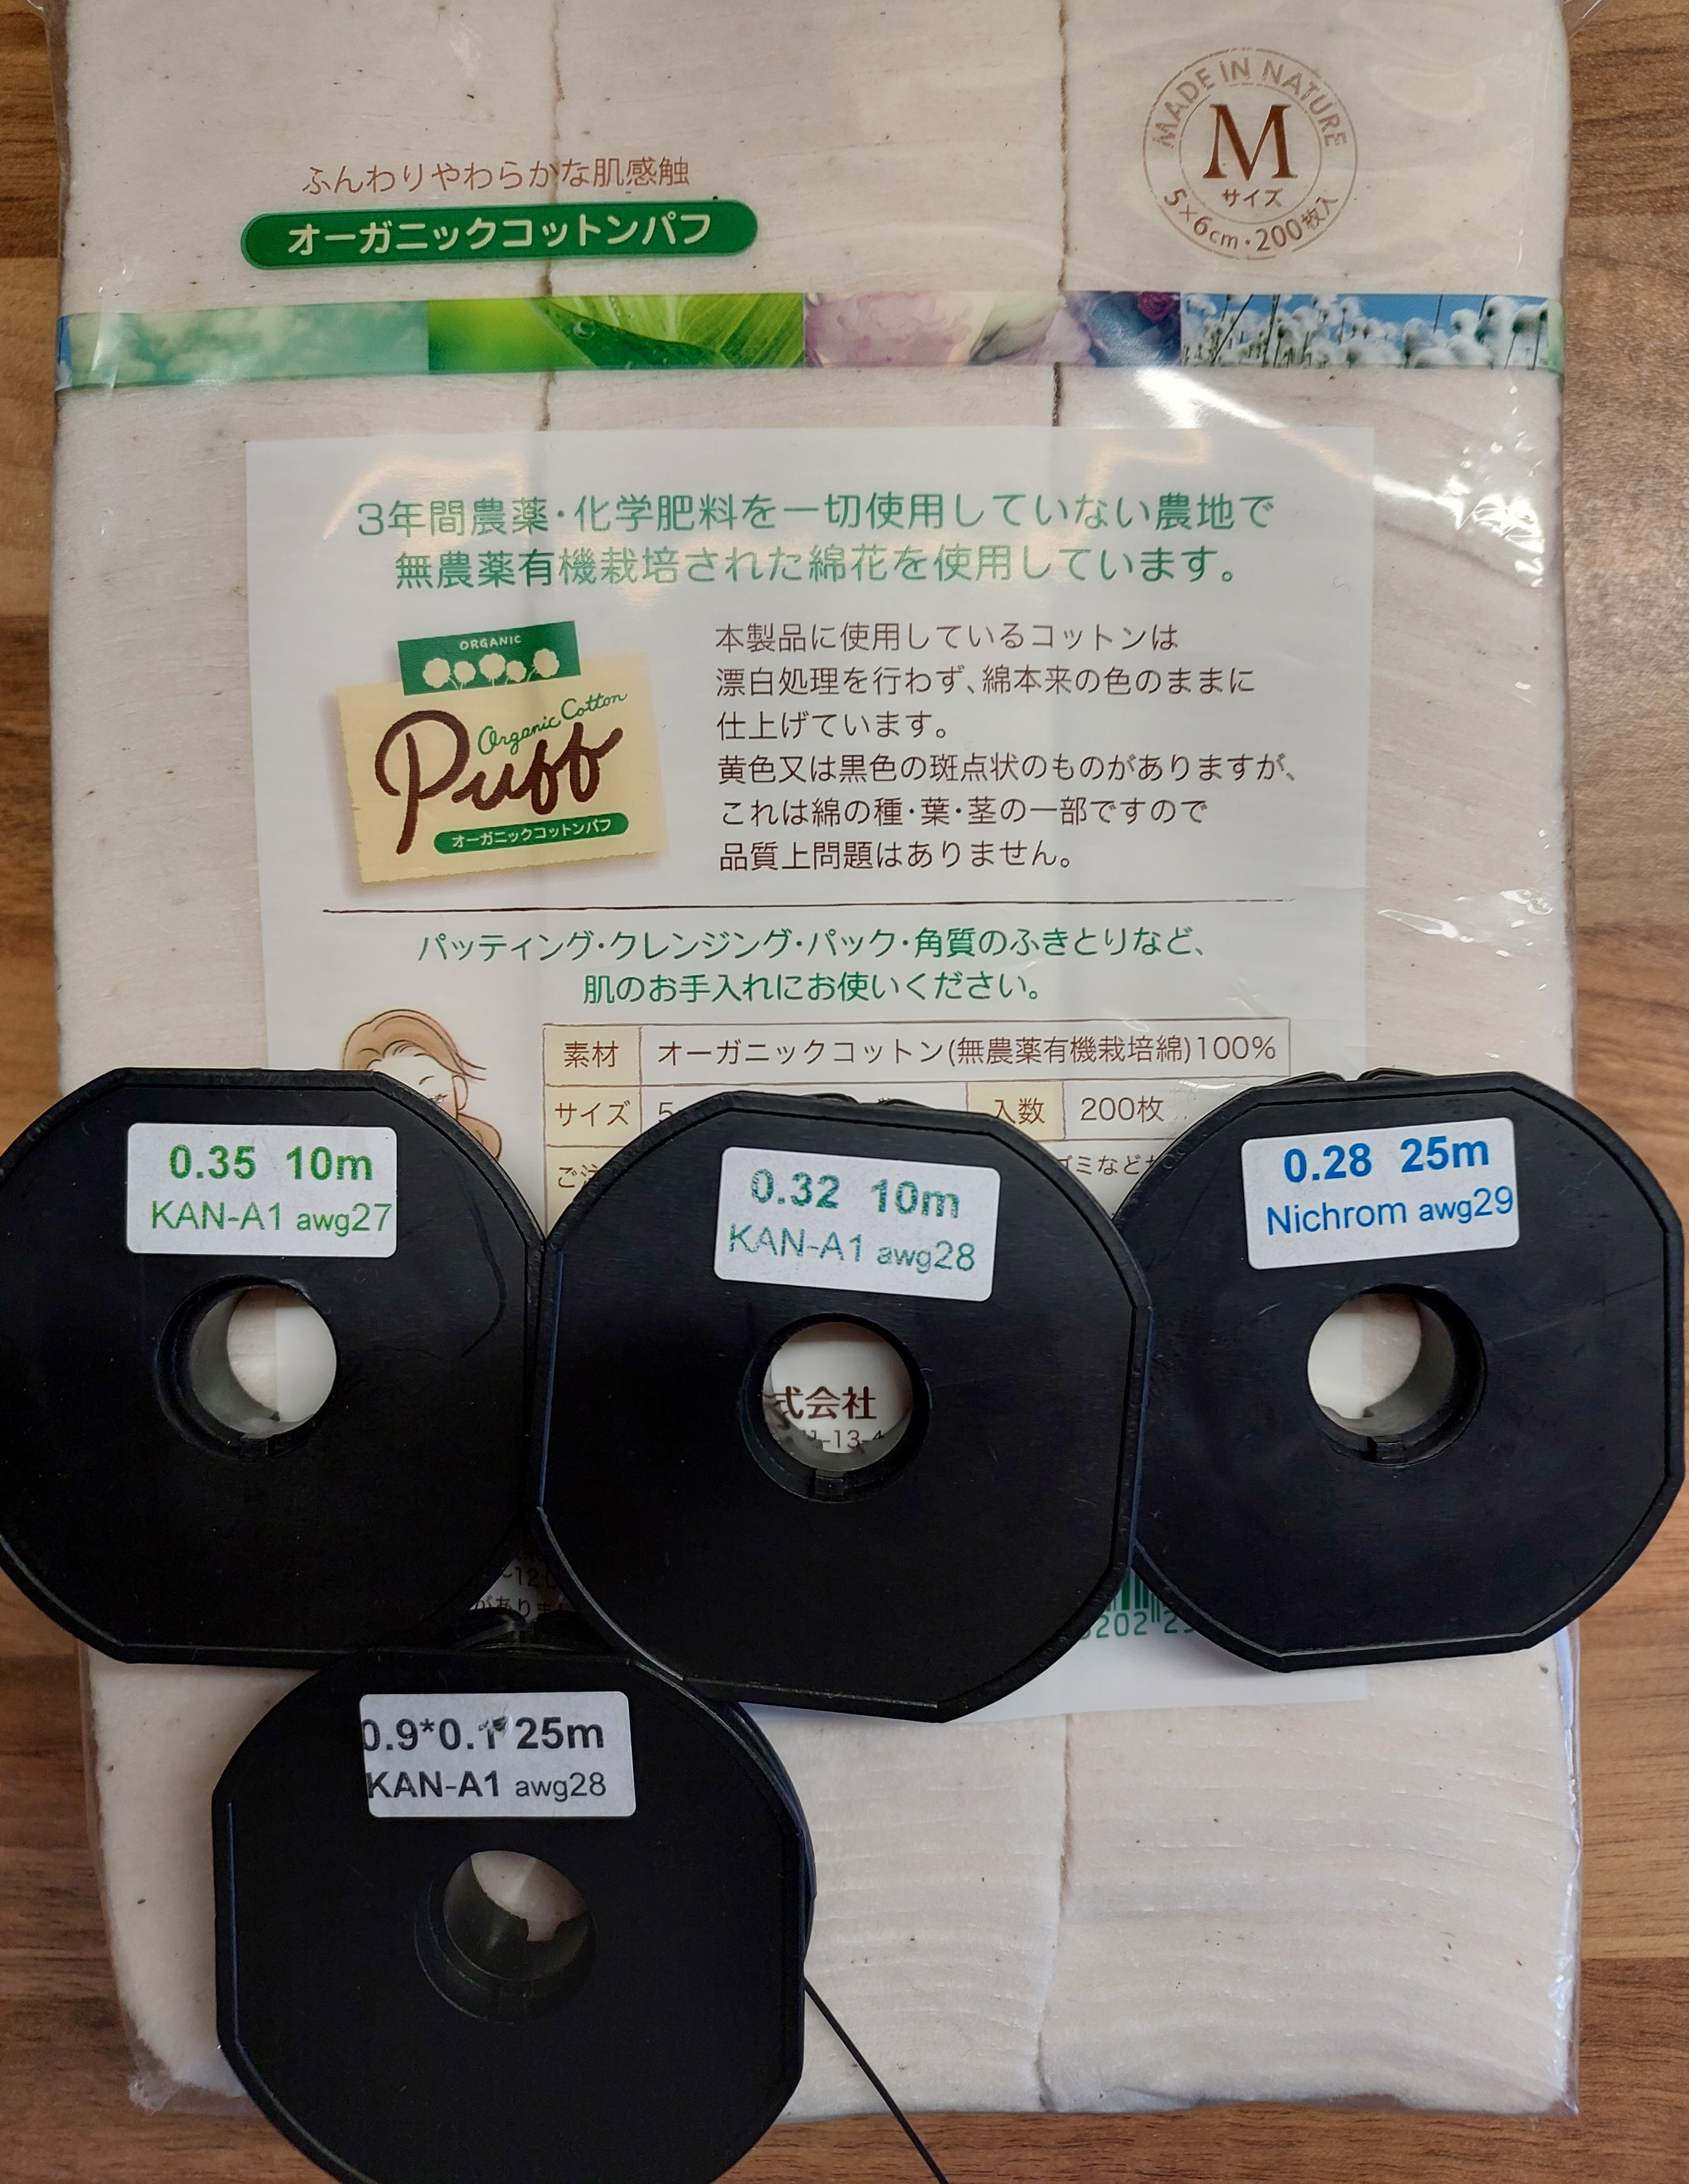 MADE IN NATURE
M
サイズ
5×6cm・200枚入
ふんわりやわらかな肌感触
オーガニックコットンパフ
3年間農薬・化学肥料を一切使用していない農地で
無農薬有機栽培された綿花を使用しています。
ORGANIC
Organic Cotton
Puff
オーガニックコットンパフ
本製品に使用しているコットンは
漂白処理を行わず、綿本来の色のままに
仕上げています。
黄色又は黒色の斑点状のものがありますが、
これは綿の種・葉・茎の一部ですので
品質上問題はありません。
パッティング・クレンジング・パック・角質のふきとりなど、
肌のお手入れにお使いください。
素材 オーガニックコットン(無農薬有機栽培綿)100%
サイズ 5 入数 200枚
ゴミなど
0.35 10m
KAN-A1 awg27
0.32 10m
KAN-A1 awg28
0.28 25m
Nichrom awg29
式会社
-13-
があり
202
0.9*0.1 25m
KAN-A1 awg28